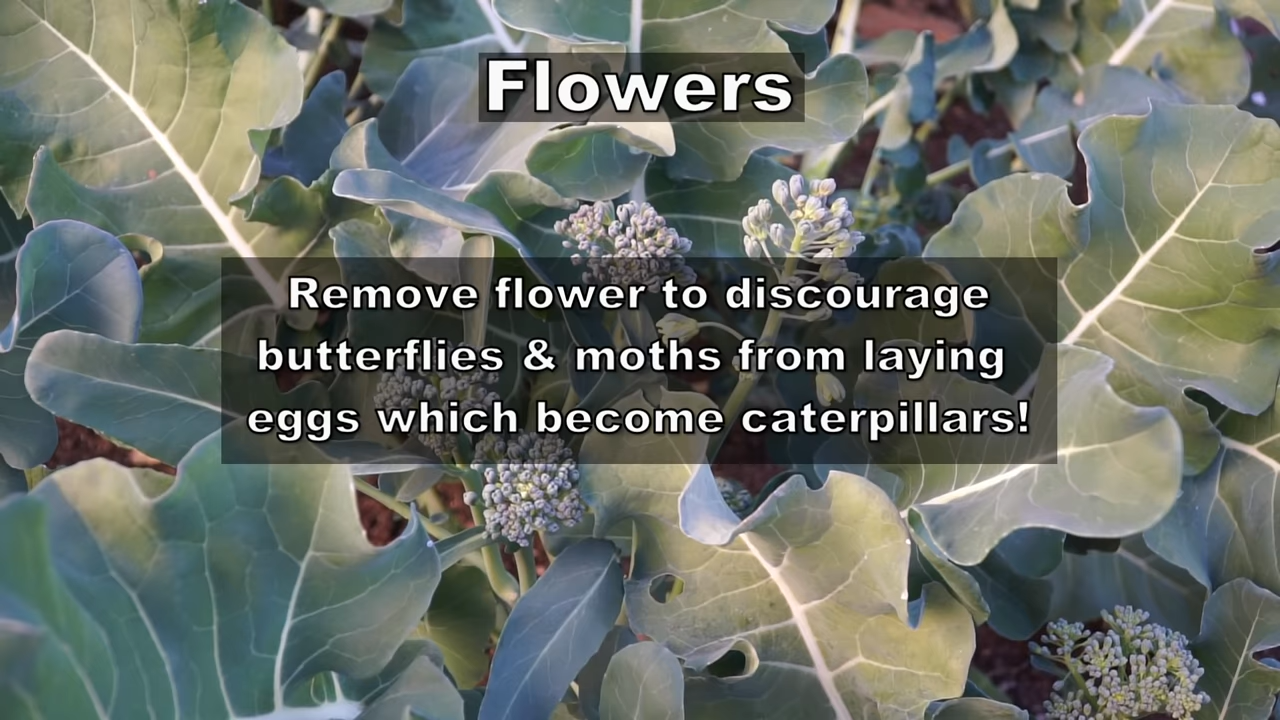 Flowers
Remove flower to discourage
butterflies & moths from laying
eggs which become caterpillars!